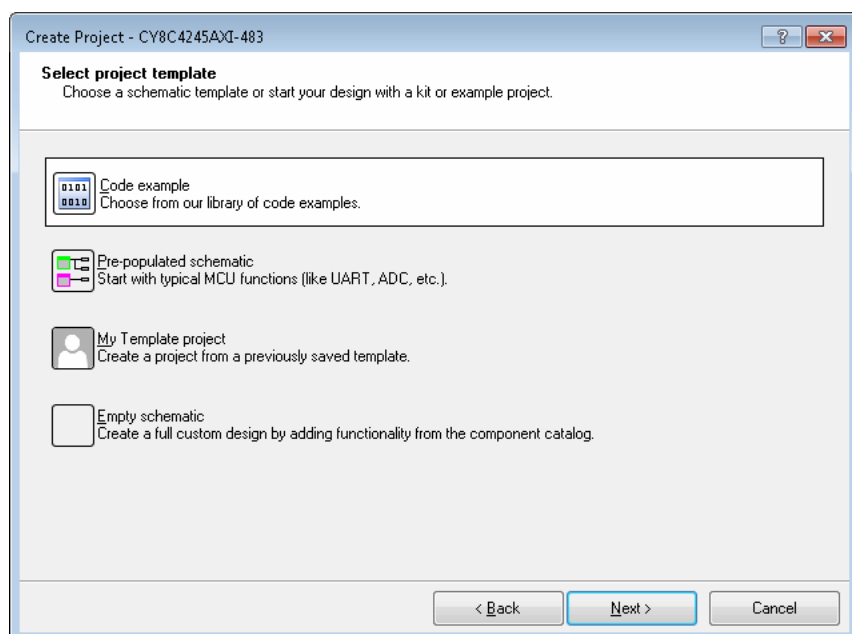 Create Project - CY8C4245AXI-483
Select project template
Choose a schematic template or start your design with a kit or example project.
0101
0010
Code example
Choose from our library of code examples.
Pre-populated schematic
Start with typical MCU functions (like UART, ADC, etc.).
My Template project
Create a project from a previously saved template.
Empty schematic
Create a full custom design by adding functionality from the component catalog.
< Back
Next >
Cancel